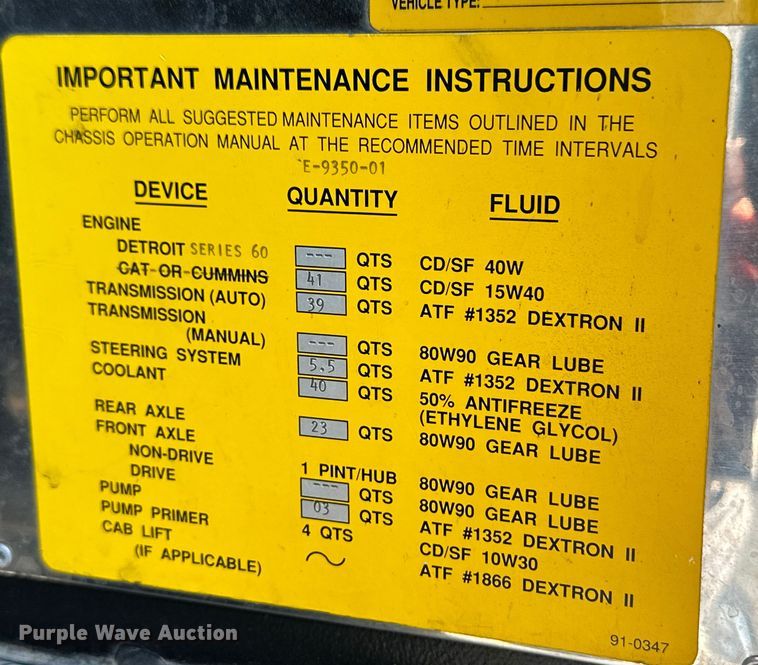 VEHICLE TYPE:
IMPORTANT MAINTENANCE INSTRUCTIONS
PERFORM ALL SUGGESTED MAINTENANCE ITEMS OUTLINED IN THE
CHASSIS OPERATION MANUAL AT THE RECOMMENDED TIME INTERVALS
E-9350-01
DEVICE QUANTITY FLUID
ENGINE
DETROIT SERIES 60 --- QTS CD/SF 40W
CAT OR CUMMINS 41 QTS CD/SF 15W40
TRANSMISSION (AUTO) 39 QTS ATF #1352 DEXTRON II
TRANSMISSION
(MANUAL) --- QTS 80W90 GEAR LUBE
STEERING SYSTEM 5.5 QTS ATF #1352 DEXTRON II
COOLANT 40 QTS 50% ANTIFREEZE
(ETHYLENE GLYCOL)
REAR AXLE 23 QTS 80W90 GEAR LUBE
FRONT AXLE
NON-DRIVE 1 PINT/HUB 80W90 GEAR LUBE
DRIVE --- QTS 80W90 GEAR LUBE
PUMP 03 QTS ATF #1352 DEXTRON II
PUMP PRIMER 4 QTS CD/SF 10W30
CAB LIFT ~ ATF #1866 DEXTRON II
(IF APPLICABLE)
91-0347
Purple Wave Auction